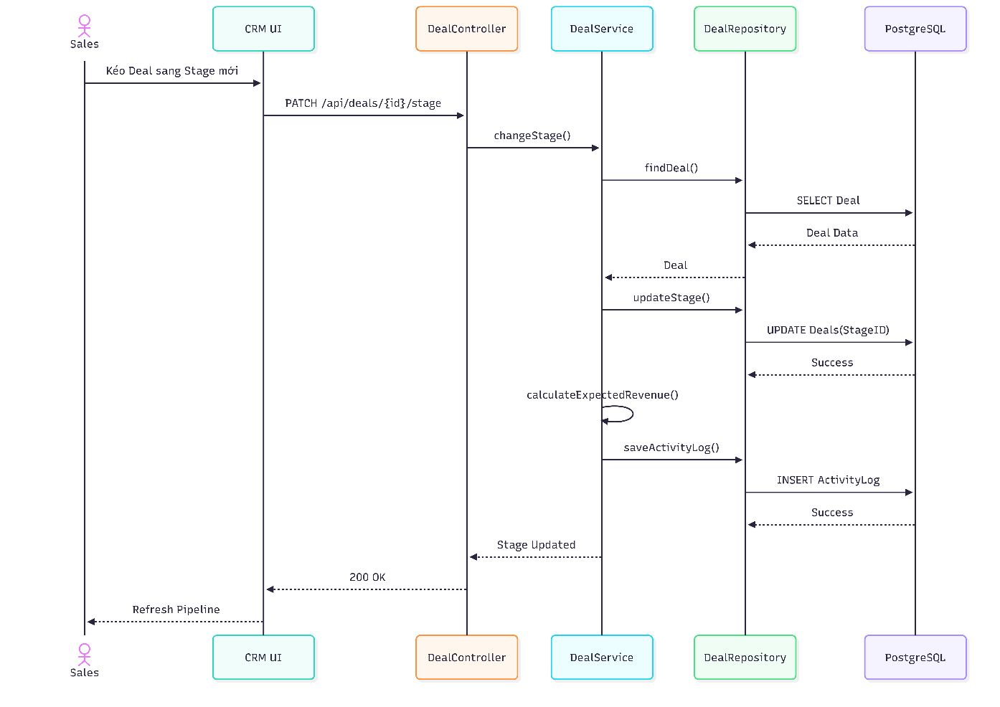 Sales
CRM UI
DealController
DealService
DealRepository
PostgreSQL
Kéo Deal sang Stage mới
PATCH /api/deals/{id}/stage
changeStage()
findDeal()
SELECT Deal
Deal Data
Deal
updateStage()
UPDATE Deals(StageID)
Success
calculateExpectedRevenue()
saveActivityLog()
INSERT ActivityLog
Success
Stage Updated
200 OK
Refresh Pipeline
Sales
CRM UI
DealController
DealService
DealRepository
PostgreSQL